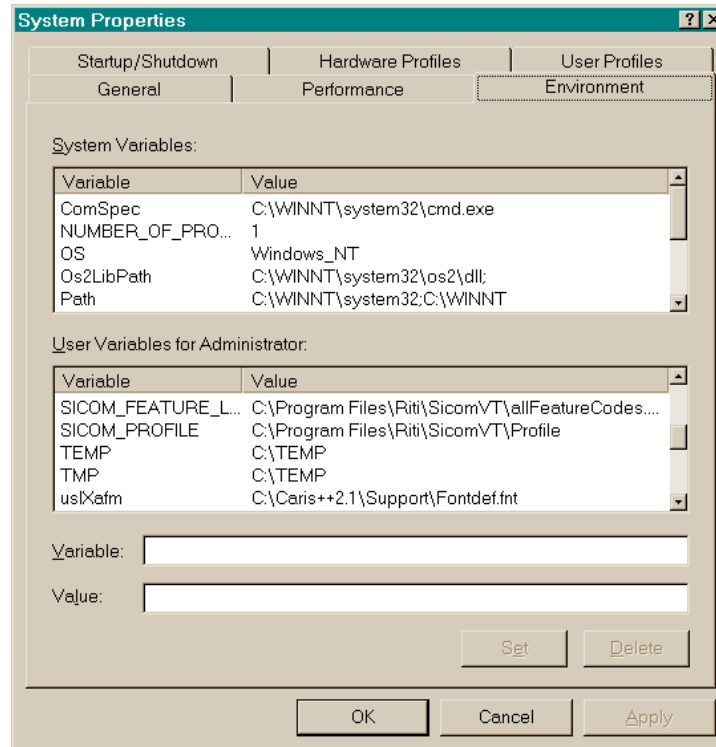 System Properties
Startup/Shutdown Hardware Profiles User Profiles
General Performance Environment
System Variables:
Variable Value
ComSpec C:\WINNT\system32\cmd.exe
NUMBER_OF_PRO... 1
OS Windows_NT
Os2LibPath C:\WINNT\system32\os2\dll;
Path C:\WINNT\system32;C:\WINNT
User Variables for Administrator:
Variable Value
SICOM_FEATURE_L... C:\Program Files\Riti\SicomVT\allFeatureCodes....
SICOM_PROFILE C:\Program Files\Riti\SicomVT\Profile
TEMP C:\TEMP
TMP C:\TEMP
uslXafm C:\Caris++2.1\Support\Fontdef.fnt
Variable:
Value:
Set Delete
OK Cancel Apply